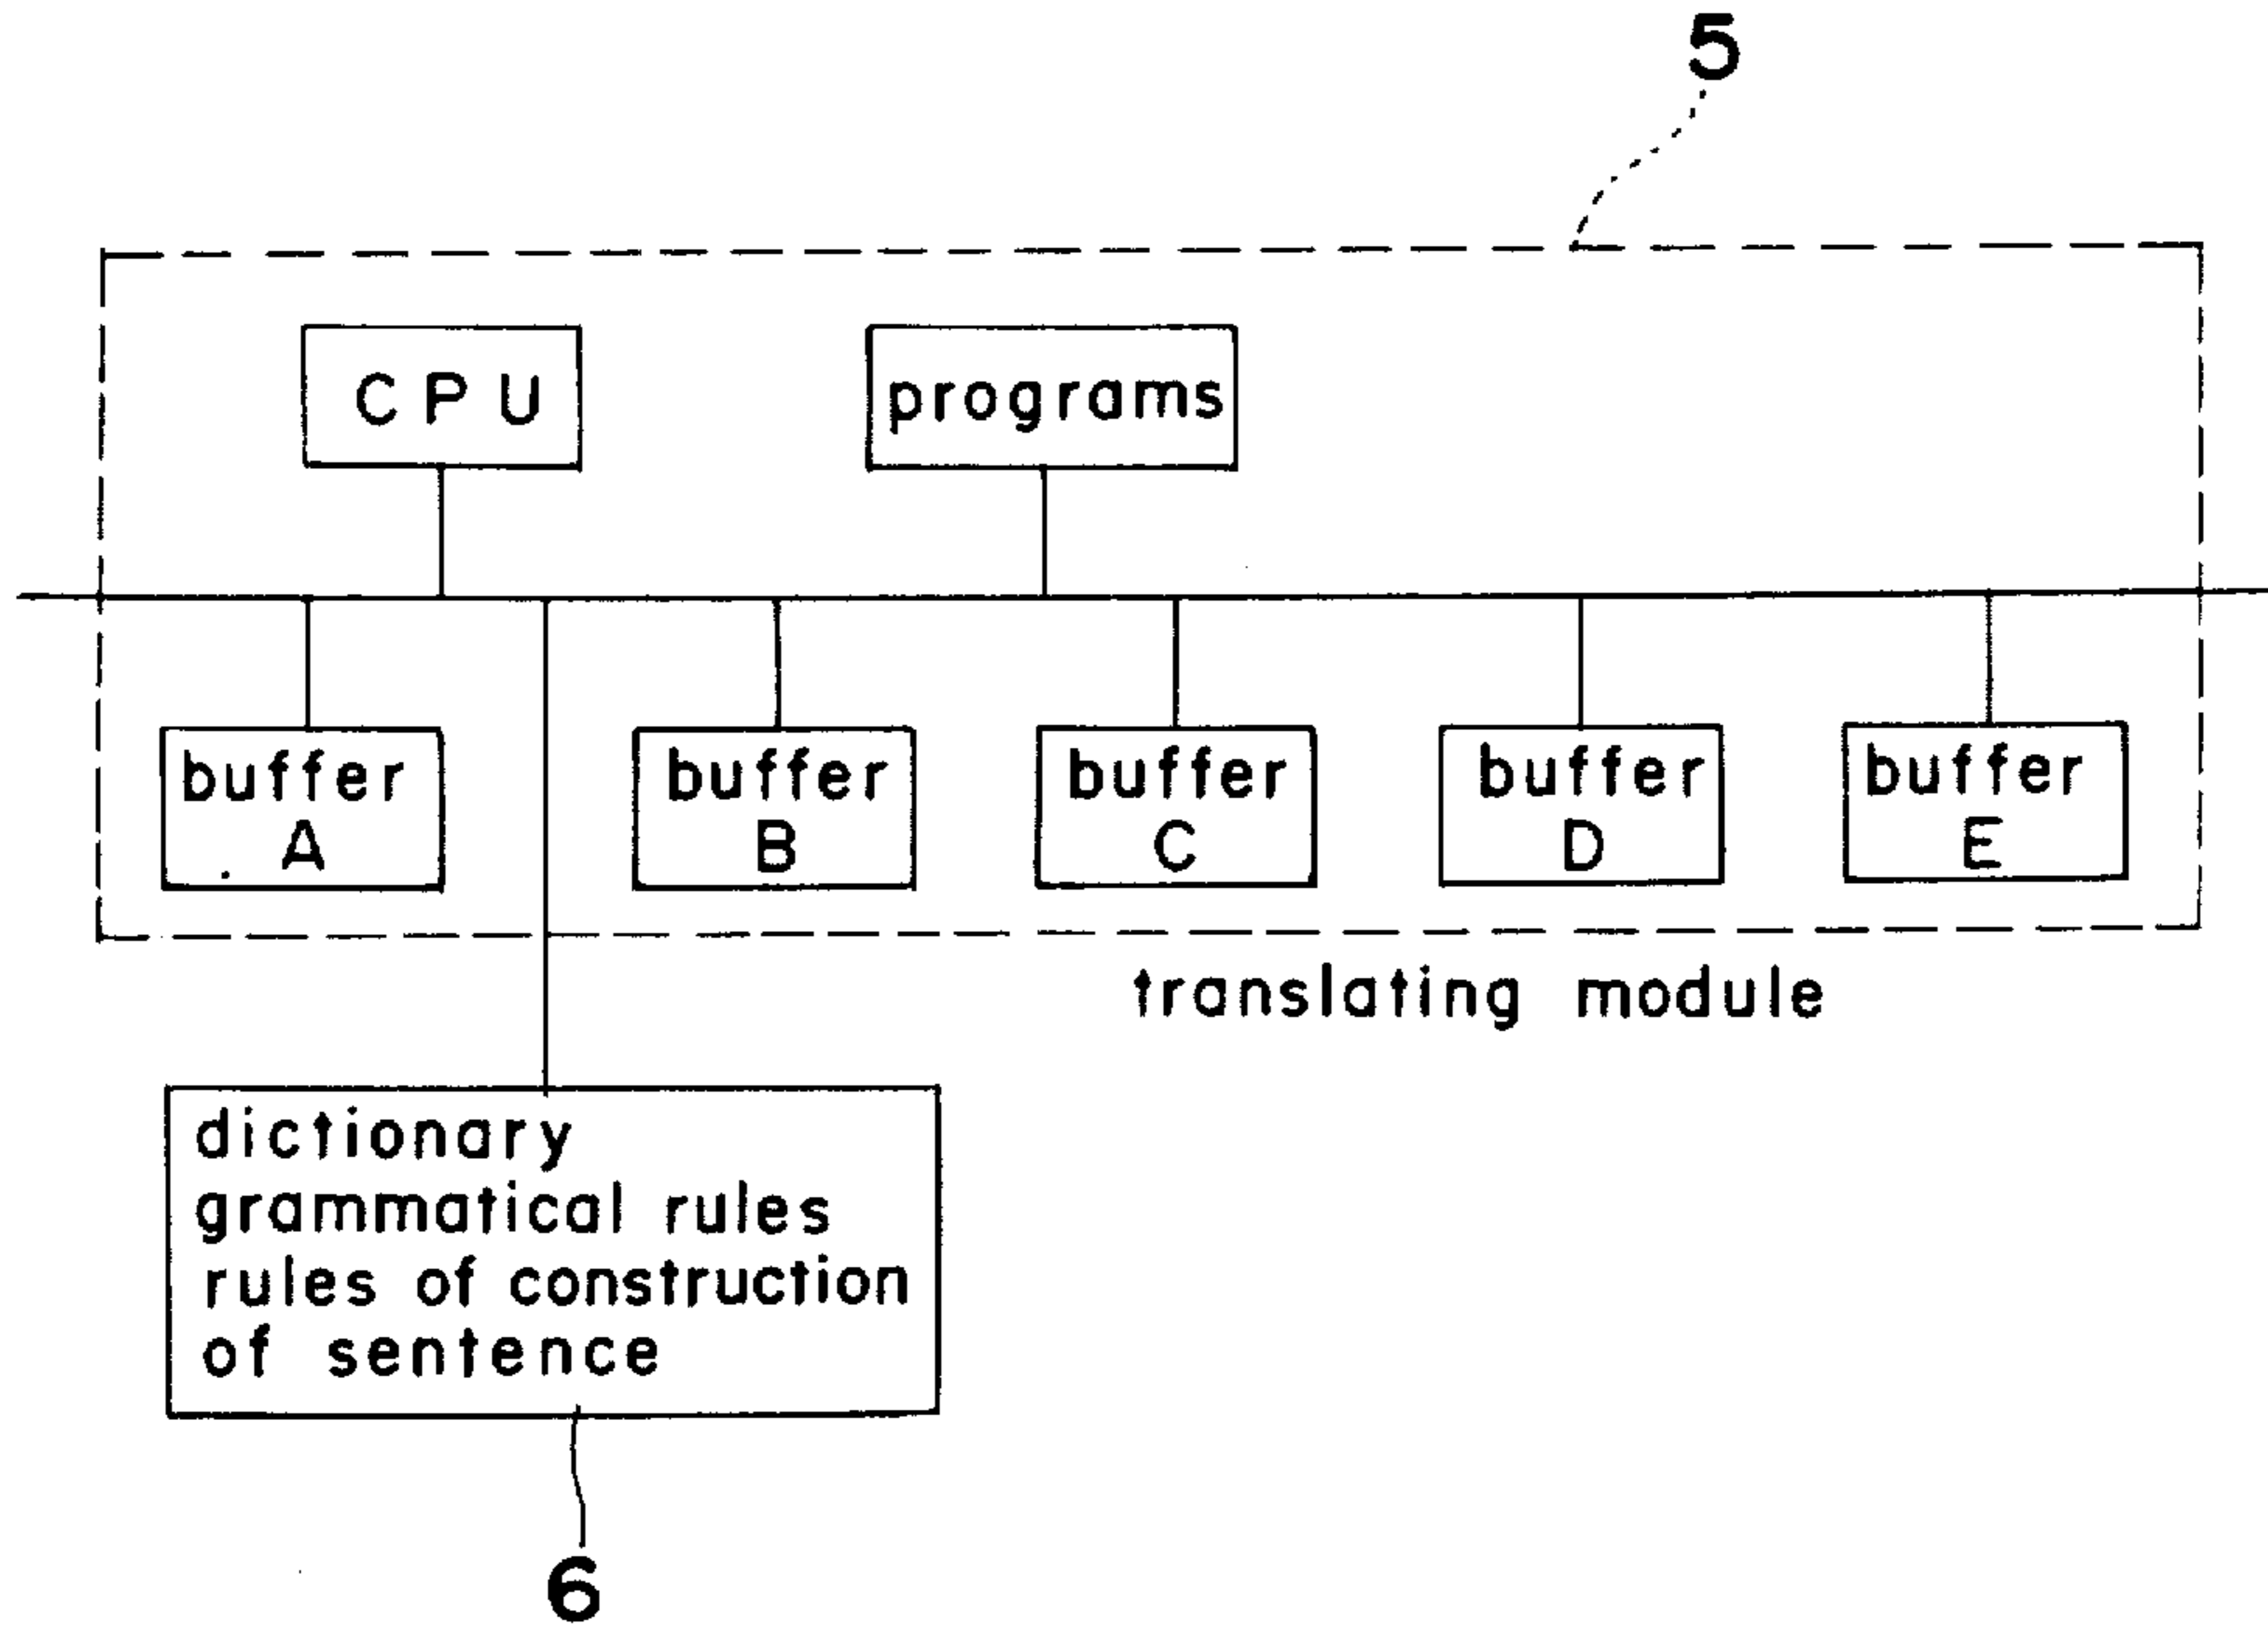 5
CPU
programs
buffer
A
buffer
B
buffer
C
buffer
D
buffer
E
translating module
dictionary
grammatical rules
rules of construction
of sentence
6